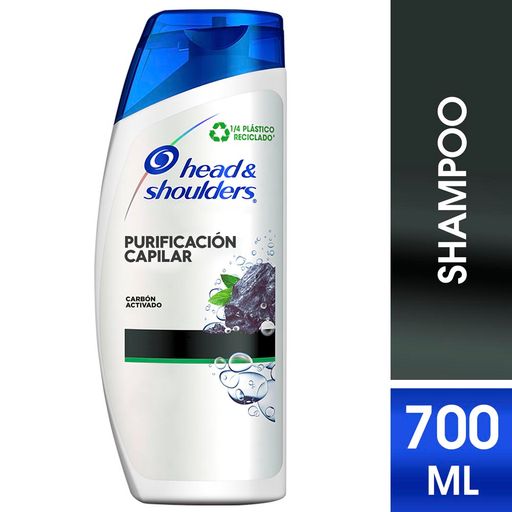 1/4 PLÁSTICO
RECICLADO*
head&
shoulders®
PURIFICACIÓN
CAPILAR
CARBÓN
ACTIVADO
SHAMPOO
700
ML